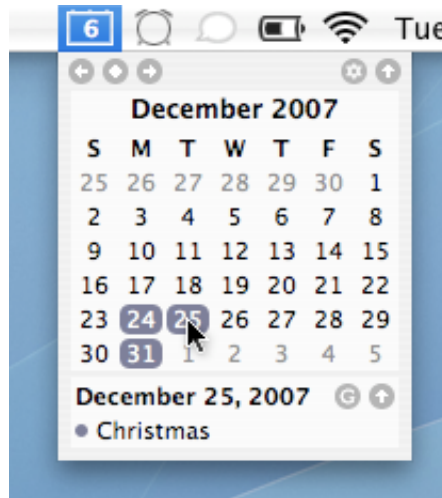 6 Tue
December 2007
S M T W T F S
25 26 27 28 29 30 1
2 3 4 5 6 7 8
9 10 11 12 13 14 15
16 17 18 19 20 21 22
23 24 25 26 27 28 29
30 31 1 2 3 4 5
December 25, 2007 G
Christmas